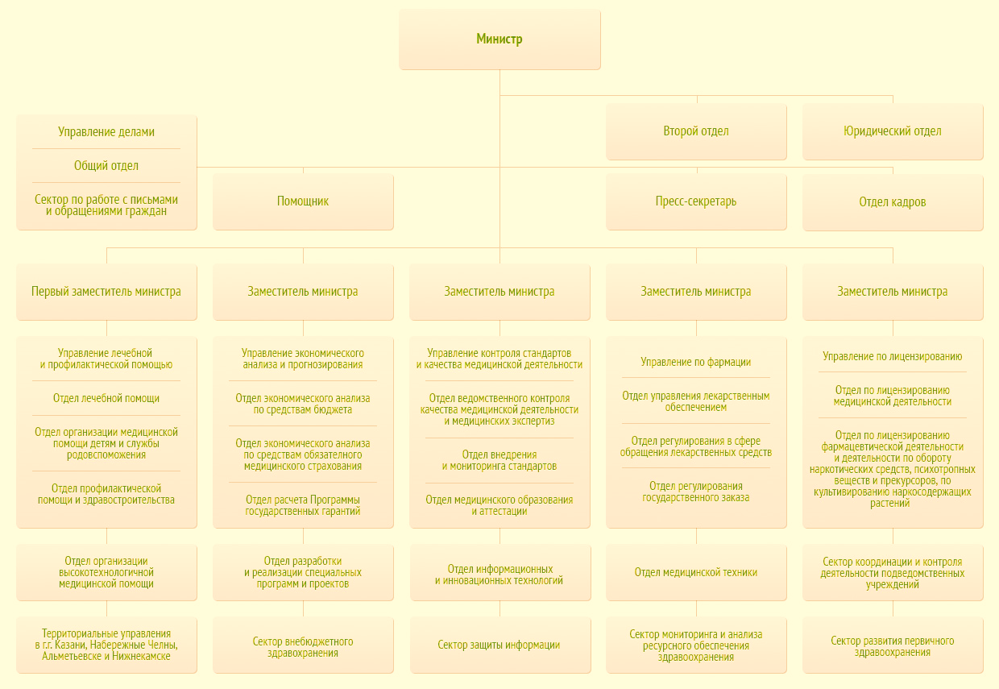 Министр
Второй отдел
Юридический отдел
Управление делами
Общий отдел
Сектор по работе с письмами
и обращениями граждан
Помощник
Пресс-секретарь
Отдел кадров
Первый заместитель министра
Заместитель министра
Заместитель министра
Заместитель министра
Заместитель министра
Управление лечебной
и профилактической помощью
Отдел лечебной помощи
Отдел организации медицинской
помощи детям и службы
родовспоможения
Отдел профилактической
помощи и здравостроительства
Управление экономического
анализа и прогнозирования
Отдел экономического анализа
по средствам бюджета
Отдел экономического анализа
по средствам обязателного
медицинского страхования
Отдел расчета Программы
государственных гарантий
Управление контроля стандартов
и качества медицинской деятельности
Отдел ведомственного контроля
качества медицинской деятельности
и медицинских экспертиз
Отдел внедрения
и мониторинга стандартов
Отдел медицинского образования
и аттестации
Управление по фармации
Отдел управления лекарственным
обеспечением
Отдел регулирования в сфере
обращения лекарственных средств
Отдел регулирования
государственного заказа
Управление по лицензированию
Отдел по лицензированию
медицинской деятельности
Отдел по лицензированию
фармацевтической деятельности
и деятельности по обороту
наркотических средств, психотропных
веществ и прекурсоров, по
культивированию наркосодержащих
растений
Отдел организации
высокотехнологичной
медицинской помощи
Отдел разработки
и реализации специальных
программ и проектов
Отдел информационных
и инновационных технологий
Отдел медицинской техники
Сектор координации и контроля
деятельности подведомственных
учреждений
Территориальные управления
в г.г. Казани, Набережные Челны,
Альметьевске и Нижнекамске
Сектор внебюджетного
здравохранения
Сектор защиты информации
Сектор мониторинга и анализа
ресурсного обеспечения
здравоохранения
Сектор развития первичного
здравоохранения